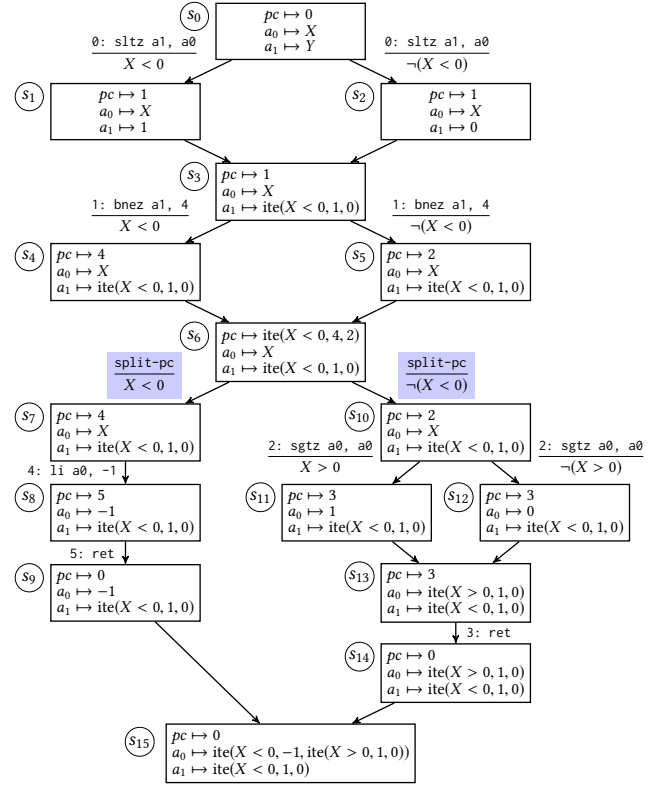 s0
pc ↦ 0
a0 ↦ X
a1 ↦ Y
0: sltz a1, a0
X < 0
0: sltz a1, a0
¬(X < 0)
s1
pc ↦ 1
a0 ↦ X
a1 ↦ 1
s2
pc ↦ 1
a0 ↦ X
a1 ↦ 0
s3
pc ↦ 1
a0 ↦ X
a1 ↦ ite(X < 0, 1, 0)
1: bnez a1, 4
X < 0
1: bnez a1, 4
¬(X < 0)
s4
pc ↦ 4
a0 ↦ X
a1 ↦ ite(X < 0, 1, 0)
s5
pc ↦ 2
a0 ↦ X
a1 ↦ ite(X < 0, 1, 0)
s6
pc ↦ ite(X < 0, 4, 2)
a0 ↦ X
a1 ↦ ite(X < 0, 1, 0)
split-pc
X < 0
split-pc
¬(X < 0)
s7
pc ↦ 4
a0 ↦ X
a1 ↦ ite(X < 0, 1, 0)
s10
pc ↦ 2
a0 ↦ X
a1 ↦ ite(X < 0, 1, 0)
4: li a0, -1
2: sgtz a0, a0
X > 0
2: sgtz a0, a0
¬(X > 0)
s8
pc ↦ 5
a0 ↦ −1
a1 ↦ ite(X < 0, 1, 0)
s11
pc ↦ 3
a0 ↦ 1
a1 ↦ ite(X < 0, 1, 0)
s12
pc ↦ 3
a0 ↦ 0
a1 ↦ ite(X < 0, 1, 0)
5: ret
s9
pc ↦ 0
a0 ↦ −1
a1 ↦ ite(X < 0, 1, 0)
s13
pc ↦ 3
a0 ↦ ite(X > 0, 1, 0)
a1 ↦ ite(X < 0, 1, 0)
3: ret
s14
pc ↦ 0
a0 ↦ ite(X > 0, 1, 0)
a1 ↦ ite(X < 0, 1, 0)
s15
pc ↦ 0
a0 ↦ ite(X < 0, −1, ite(X > 0, 1, 0))
a1 ↦ ite(X < 0, 1, 0)